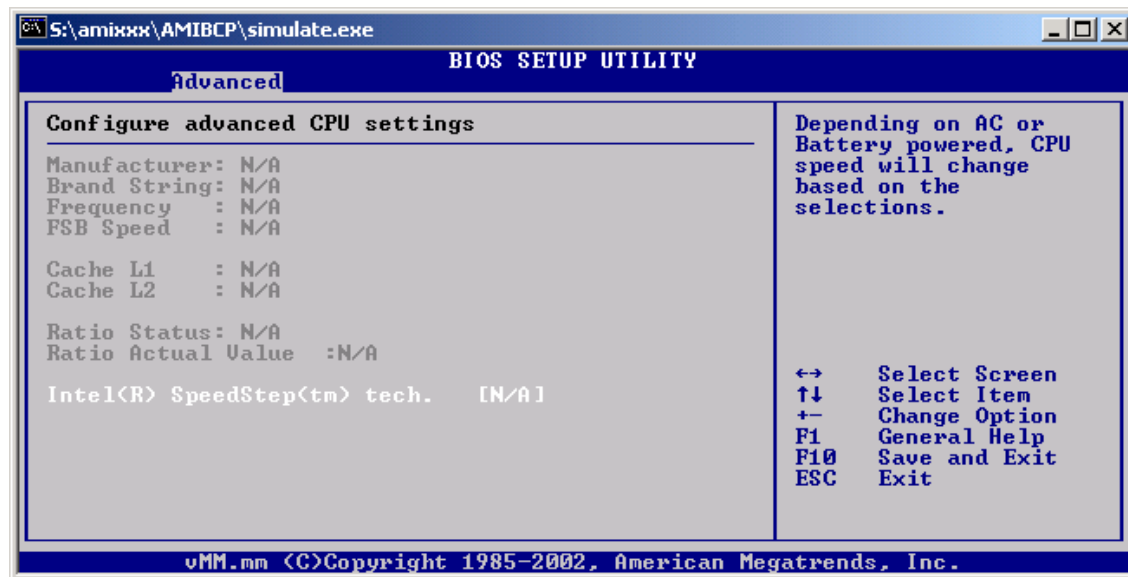 S:\amixxx\AMIBCP\simulate.exe
BIOS SETUP UTILITY
Advanced
Configure advanced CPU settings
Manufacturer: N/A
Brand String: N/A
Frequency   : N/A
FSB Speed   : N/A
Cache L1    : N/A
Cache L2    : N/A
Ratio Status: N/A
Ratio Actual Value  :N/A
Intel(R) SpeedStep(tm) tech.   [N/A]
Depending on AC or
Battery powered, CPU
speed will change
based on the
selections.
←→   Select Screen
↑↓   Select Item
+-   Change Option
F1   General Help
F10  Save and Exit
ESC  Exit
vMM.mm (C)Copyright 1985-2002, American Megatrends, Inc.